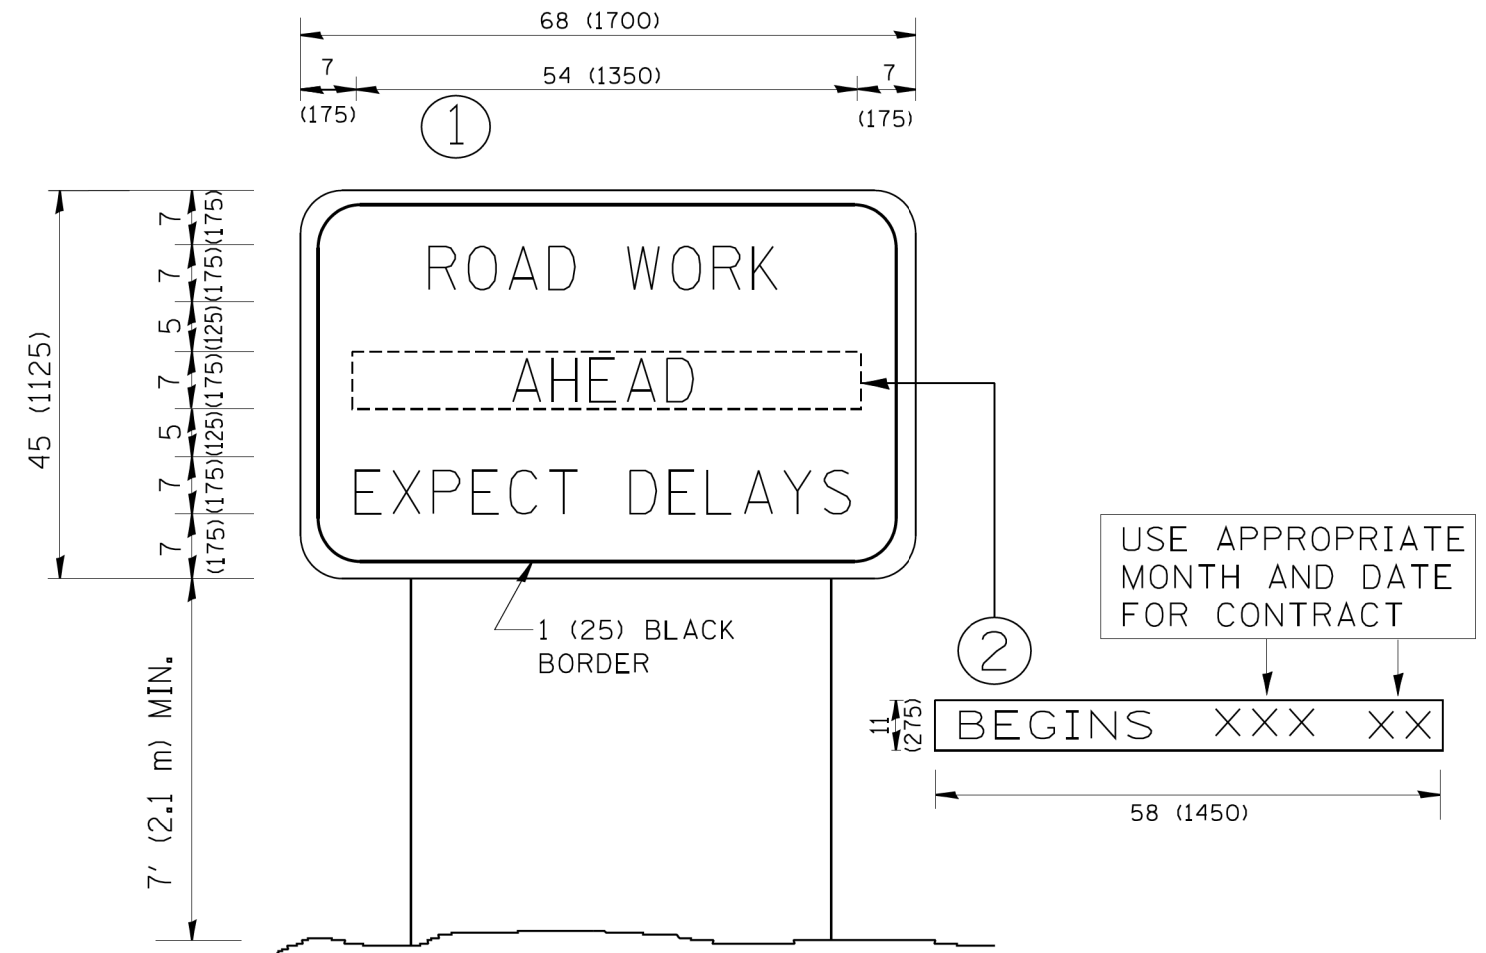 68 (1700)
7
54 (1350)
7
(175)
(175)
1
7
(175)
7
(175)
5
(125)
7
(175)
5
(125)
7
(175)
7
(175)
45 (1125)
ROAD WORK
AHEAD
EXPECT DELAYS
1 (25) BLACK
BORDER
7' (2.1 m) MIN.
2
USE APPROPRIATE
MONTH AND DATE
FOR CONTRACT
11
(275)
BEGINS XXX XX
58 (1450)